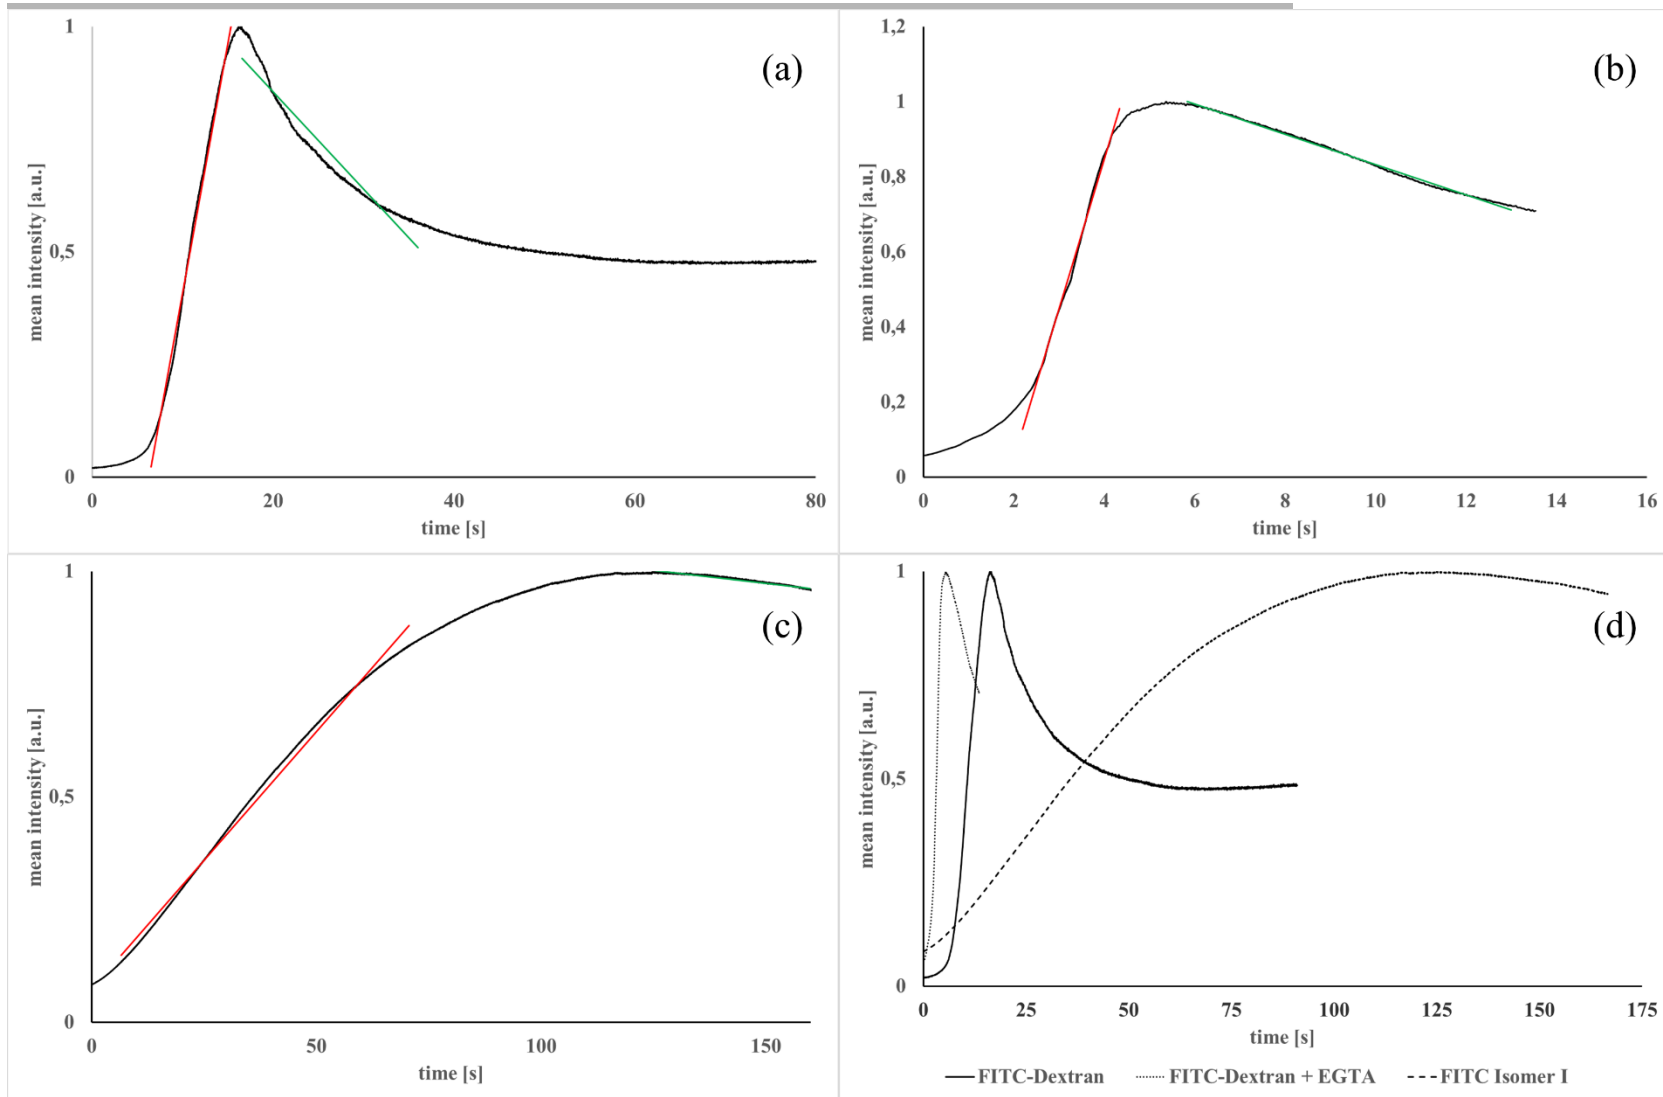 1
(a)
0,5
0
mean intensity [a.u.]
0 20 40 60 80
time [s]
1,2
(b)
1
0,8
0,6
0,4
0,2
0
mean intensity [a.u.]
0 2 4 6 8 10 12 14 16
time [s]
1
(c)
0,5
0
mean intensity [a.u.]
0 50 100 150
time [s]
1
(d)
0,5
0
mean intensity [a.u.]
0 25 50 75 100 125 150 175
time [s]
FITC-Dextran FITC-Dextran + EGTA FITC Isomer I